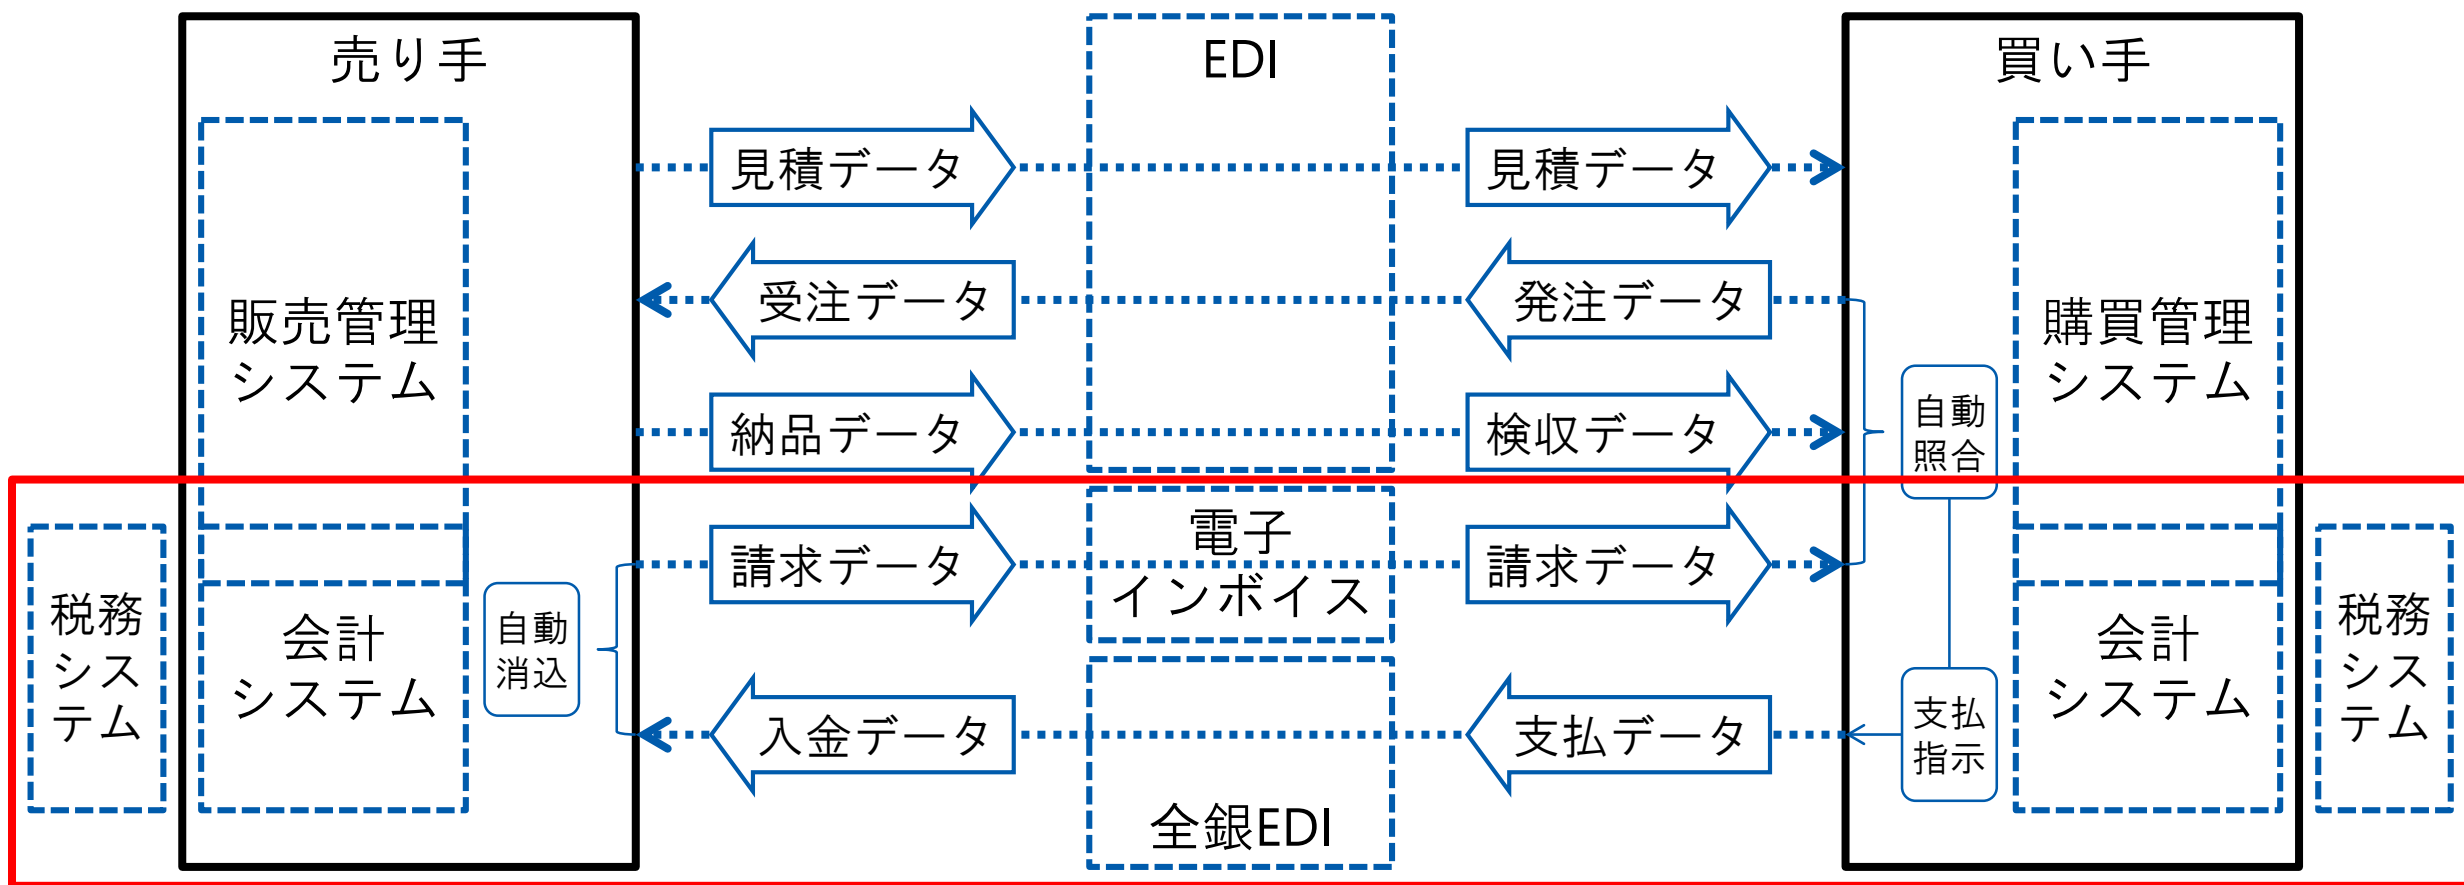 売り手
EDI
買い手
見積データ
見積データ
受注データ
発注データ
販売管理
システム
購買管理
システム
納品データ
検収データ
自動
照合
電子
インボイス
請求データ
請求データ
税務
シス
テム
会計
システム
自動
消込
会計
システム
税務
シス
テム
入金データ
支払データ
支払
指示
全銀EDI